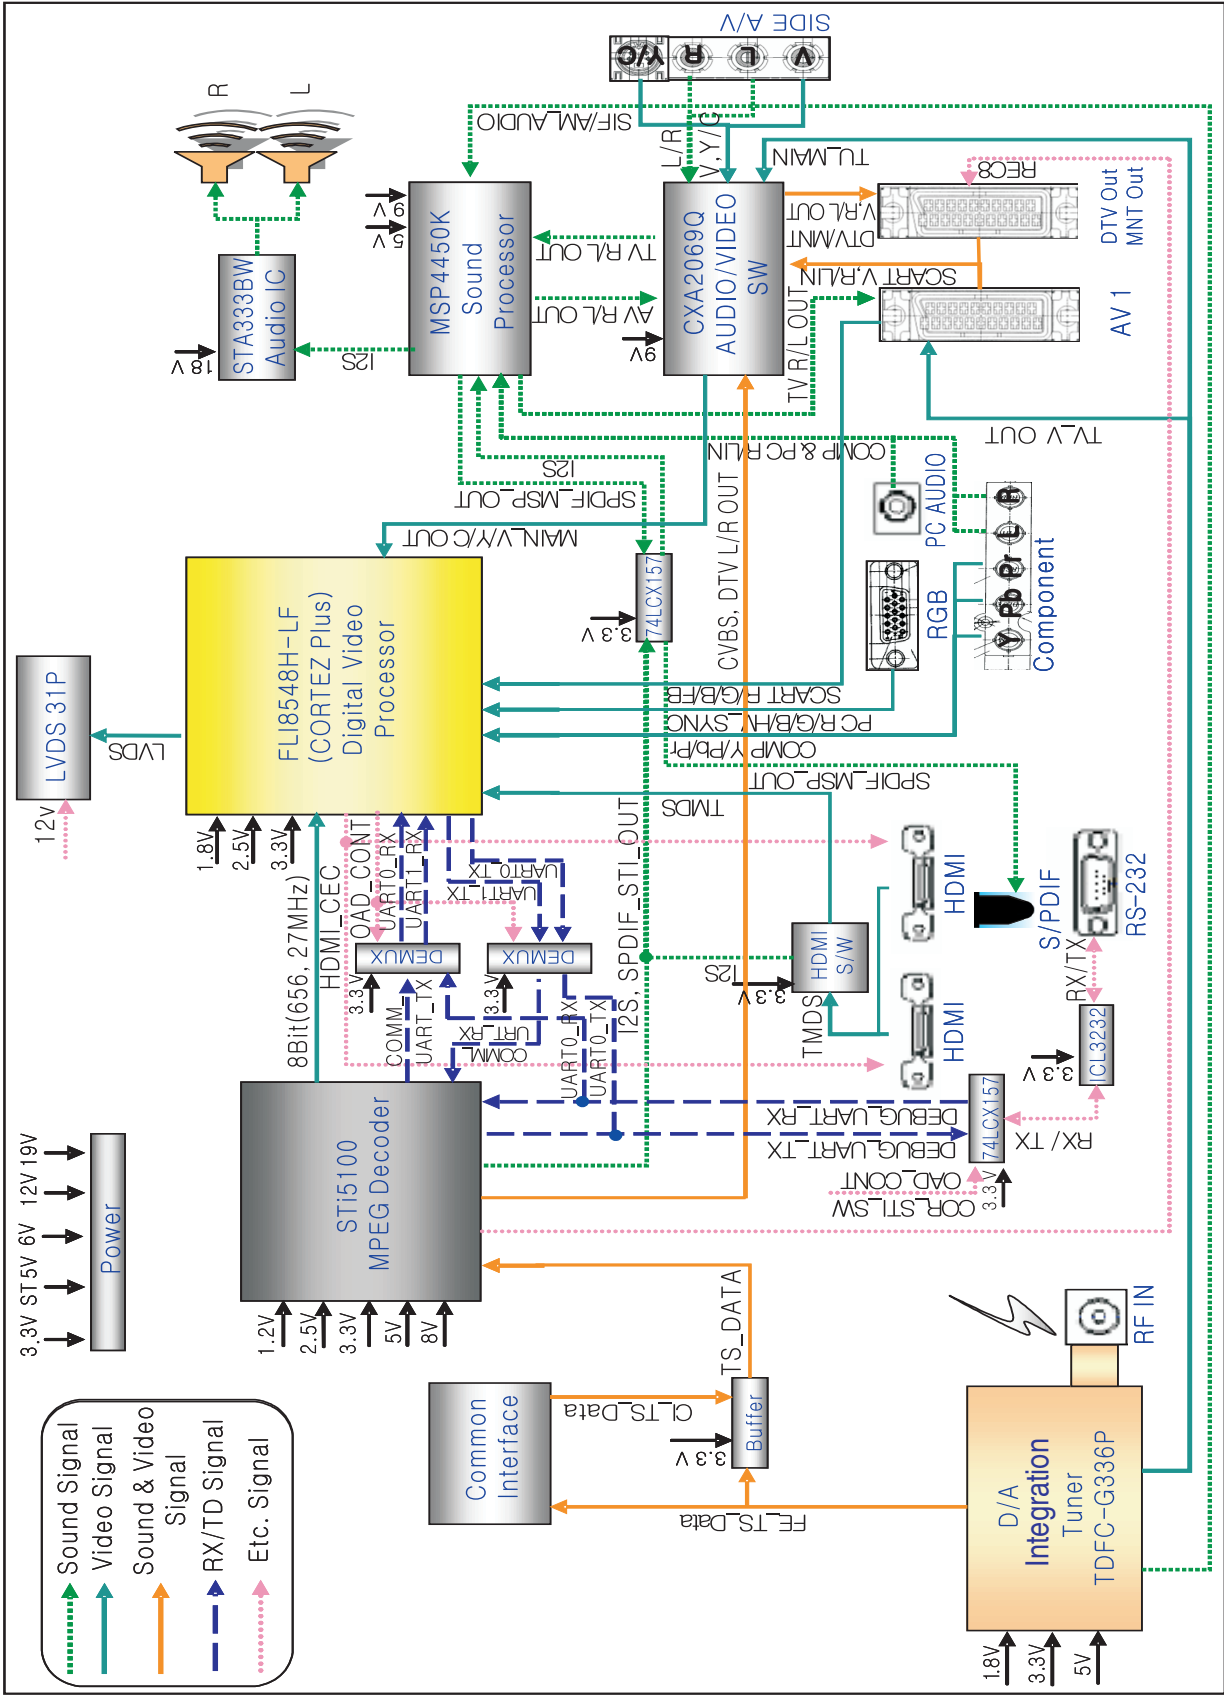 SIDE A/V
Y/C
R
L
V
R
L
SIF/AM_AUDIO
L/R
V,Y/C
TU_MAIN
REC8
9 V
5 V
MSP4450K
Sound
Processor
TV R/L OUT
AV R/L OUT
CXA2069Q
AUDIO/VIDEO
SW
9V
DTV/MNT
V,R/L OUT
SCART V,R/LIN
DTV Out
MNT Out
AV 1
TV R/L OUT
TV_V OUT
STA333BW
Audio IC
18 V
I2S
COMP & PC R/LIN
I2S
SPDIF_MSP_OUT
MAIN_V/Y/C OUT
CVBS, DTV L/R OUT
PC AUDIO
RGB
Y
Pb
Pr
L
R
Component
74LCX157
3.3 V
LVDS 31P
12v
LVDS
FLI8548H-LF
(CORTEZ Plus)
Digital Video
Processor
1.8V
2.5V
3.3V
SCART R/G/B/FB
PC R/G/B/HV_SYNC
COMP Y/Pb/Pr
SPDIF_MSP_OUT
TMDS
8Bit(656, 27MHz)
HDMI_CEC
OAD_CONT
UART0_RX
UART1_RX
UART0_TX
UART1_TX
DEMUX
3.3 V
DEMUX
3.3 V
COMM_
UART_TX
COMM_
URT_RX
UART0_RX
UART0_TX
I2S, SPDIF_STI_OUT
I2S
3.3 V
HDMI
S/W
TMDS
HDMI
HDMI
S/PDIF
RS-232
RX/TX
ICL3232
3.3 V
RX / TX
74LCX157
3.3 V
DEBUG_UART_RX
DEBUG_UART_TX
OAD_CONT
COR_STI_SW
STi5100
MPEG Decoder
1.2V
2.5V
3.3V
5V
8V
Power
3.3V
ST5V
6V
12V
19V
TS_DATA
Common
Interface
CI_TS_Data
3.3 V
Buffer
FE_TS_Data
RF IN
D/A
Integration
Tuner
TDFC-G336P
1.8V
3.3V
5V
Sound Signal
Video Signal
Sound & Video
Signal
RX/TD Signal
Etc. Signal